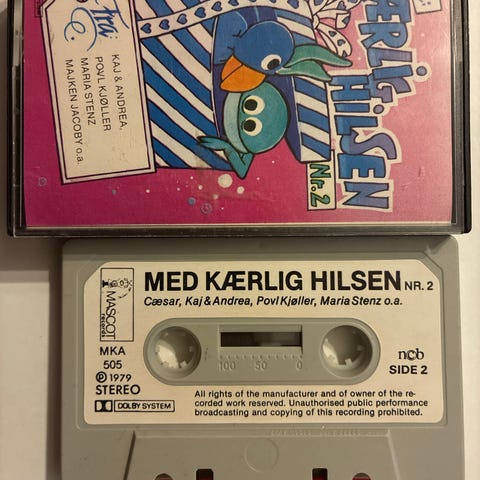 ÆRLIG
HILSEN
Nr. 2
Fra
KAJ & ANDREA,
POVL KJØLLER
MARIA STENZ
MAJKEN JACOBY o.a.
MASCOT
records
MED KÆRLIG HILSEN NR. 2
Cæsar, Kaj & Andrea, Povl Kjøller, Maria Stenz o.a.
MKA
505
Ⓟ 1979
STEREO
DOLBY SYSTEM
100 50 0
ncb
SIDE 2
All rights of the manufacturer and of owner of the re-
corded work reserved. Unauthorised public performance
broadcasting and copying of this recording prohibited.